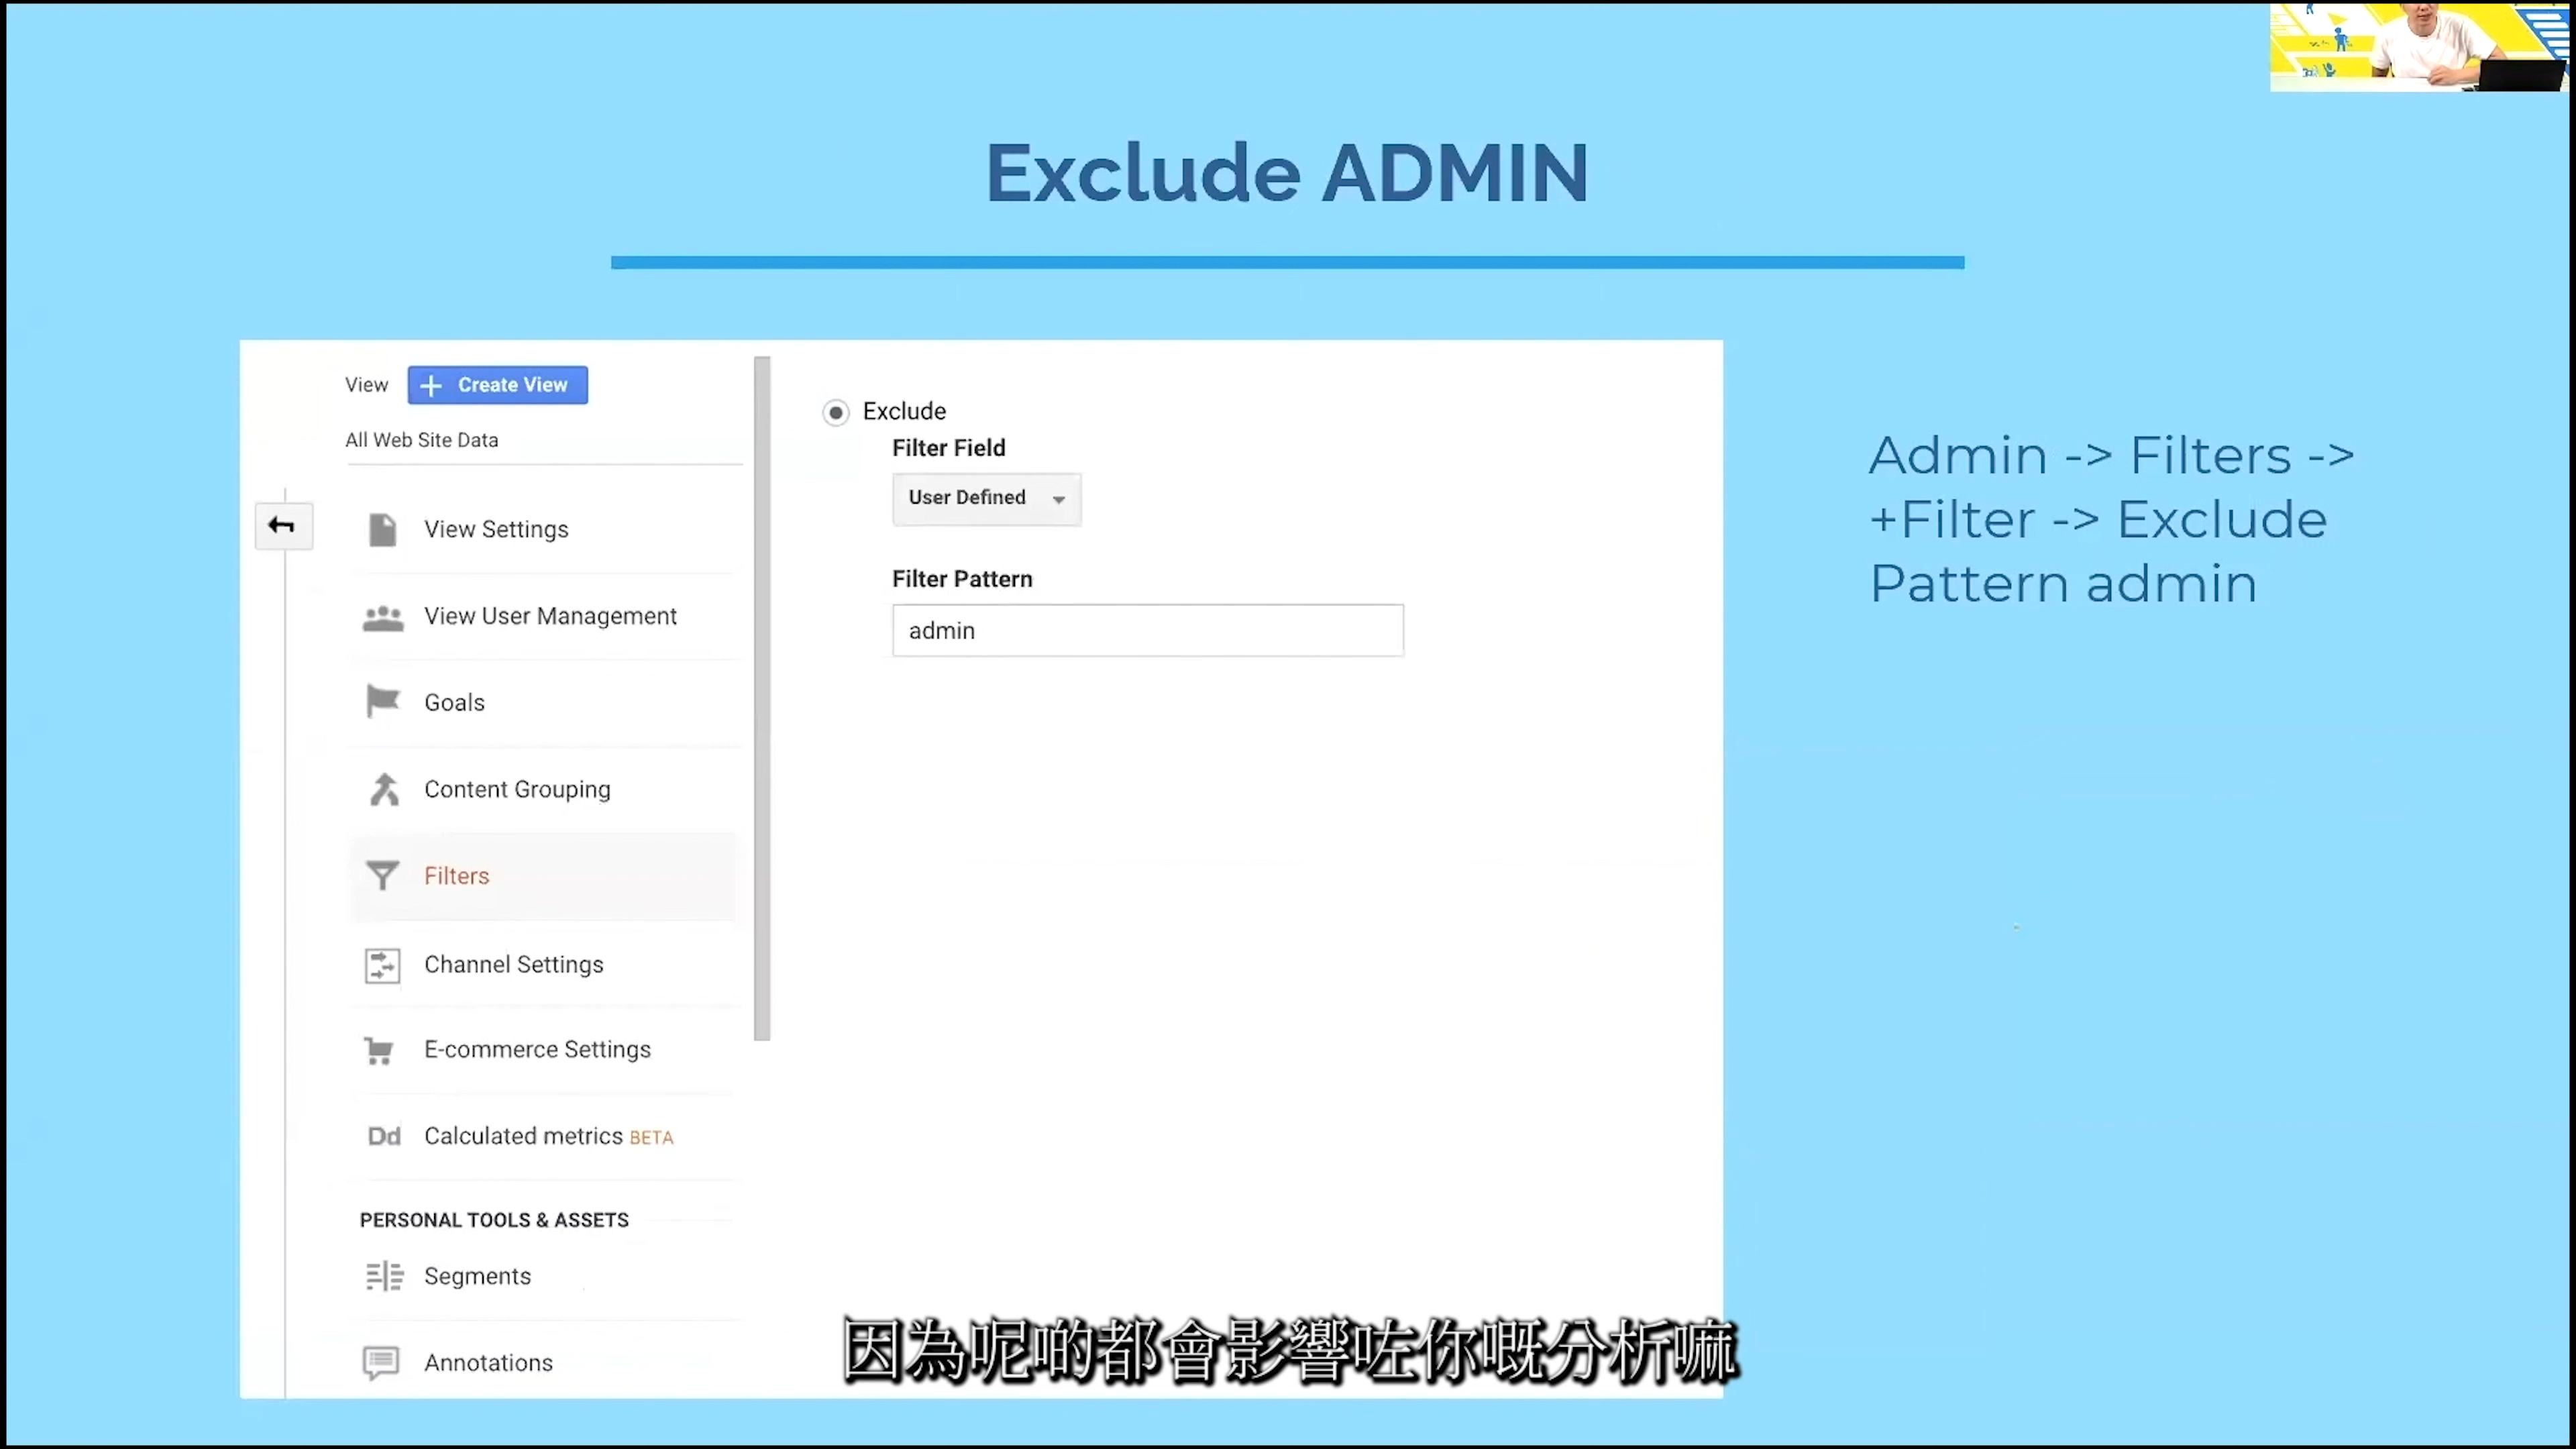 Exclude ADMIN
View
+ Create View
All Web Site Data
View Settings
View User Management
Goals
Content Grouping
Filters
Channel Settings
E-commerce Settings
Dd Calculated metrics BETA
PERSONAL TOOLS & ASSETS
Segments
Annotations
Exclude
Filter Field
User Defined
Filter Pattern
admin
Admin -> Filters ->
+Filter -> Exclude
Pattern admin
因為呢啲都會影響咗你嘅分析嘛